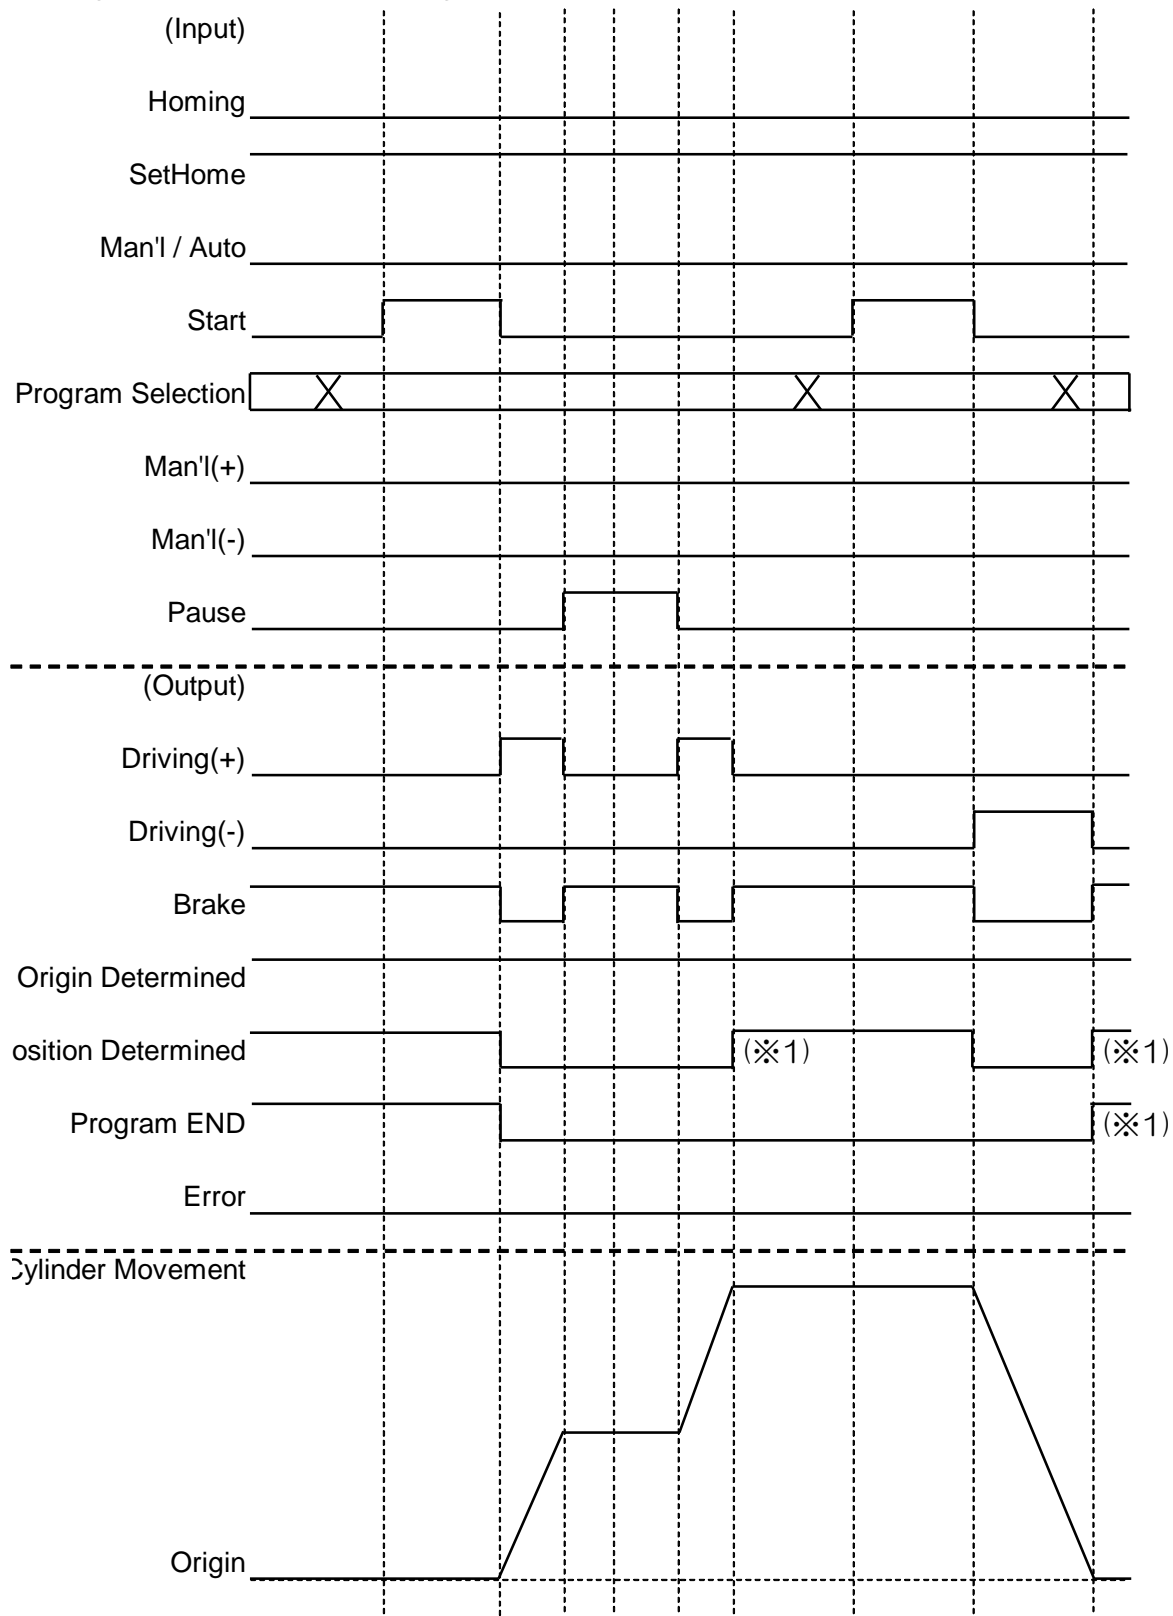 (Input)
Homing
SetHome
Man'l / Auto
Start
Program Selection
Man'l(+)
Man'l(-)
Pause
(Output)
Driving(+)
Driving(-)
Brake
Origin Determined
osition Determined (※1) (※1)
Program END (※1)
Error
Cylinder Movement
Origin